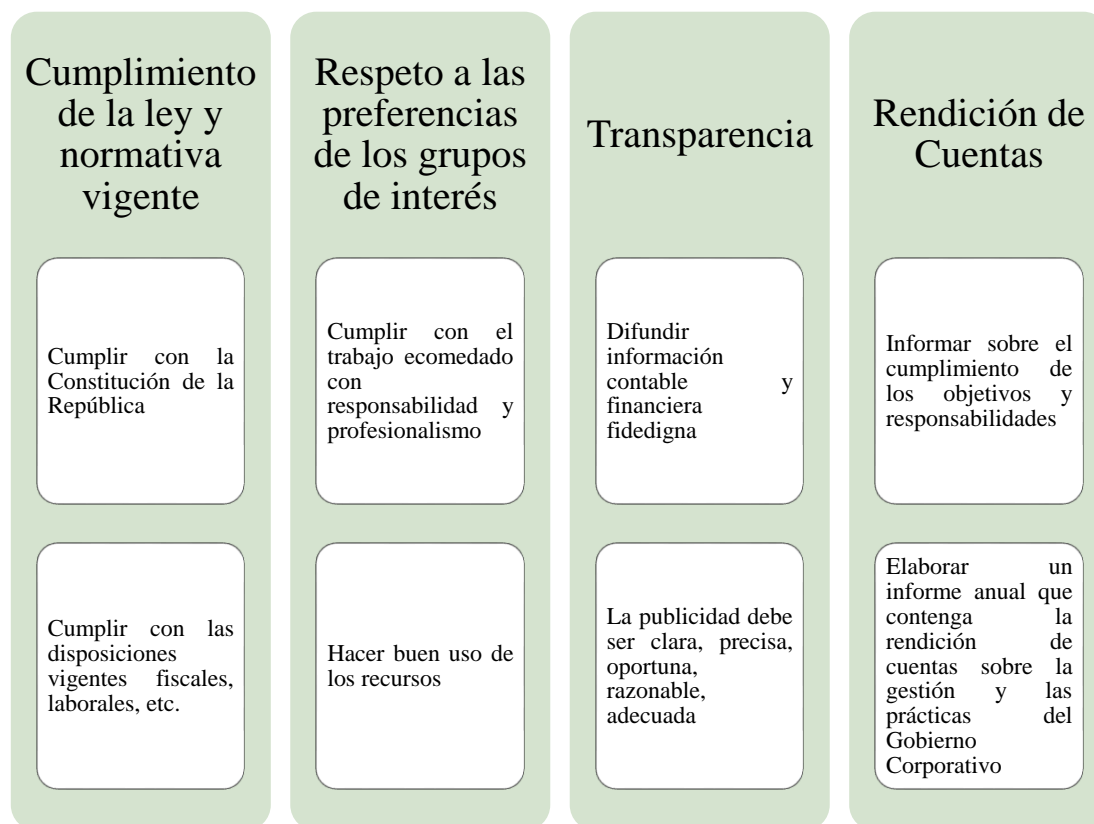 Cumplimiento
de la ley y
normativa
vigente
Cumplir con la
Constitución de la
República
Cumplir con las
disposiciones
vigentes fiscales,
laborales, etc.
Respeto a las
preferencias
de los grupos
de interés
Cumplir con el
trabajo ecomedado
con
responsabilidad y
profesionalismo
Hacer buen uso de
los recursos
Transparencia
Difundir
información
contable y
financiera
fidedigna
La publicidad debe
ser clara, precisa,
oportuna,
razonable,
adecuada
Rendición de
Cuentas
Informar sobre el
cumplimiento de
los objetivos y
responsabilidades
Elaborar un
informe anual que
contenga la
rendición de
cuentas sobre la
gestión y las
prácticas del
Gobierno
Corporativo